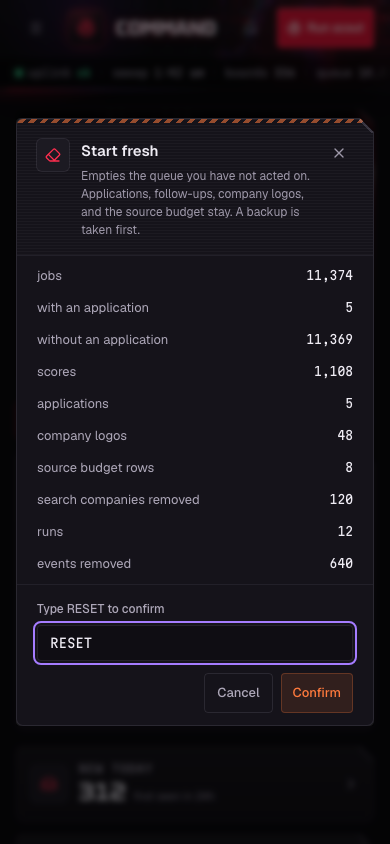 COMMAND
Start fresh
Empties the queue you have not acted on.
Applications, follow-ups, company logos,
and the source budget stay. A backup is
taken first.
jobs 11,374
with an application 5
without an application 11,369
scores 1,108
applications 5
company logos 48
source budget rows 8
search companies removed 120
runs 12
events removed 640
Type RESET to confirm
RESET
Cancel Confirm
312